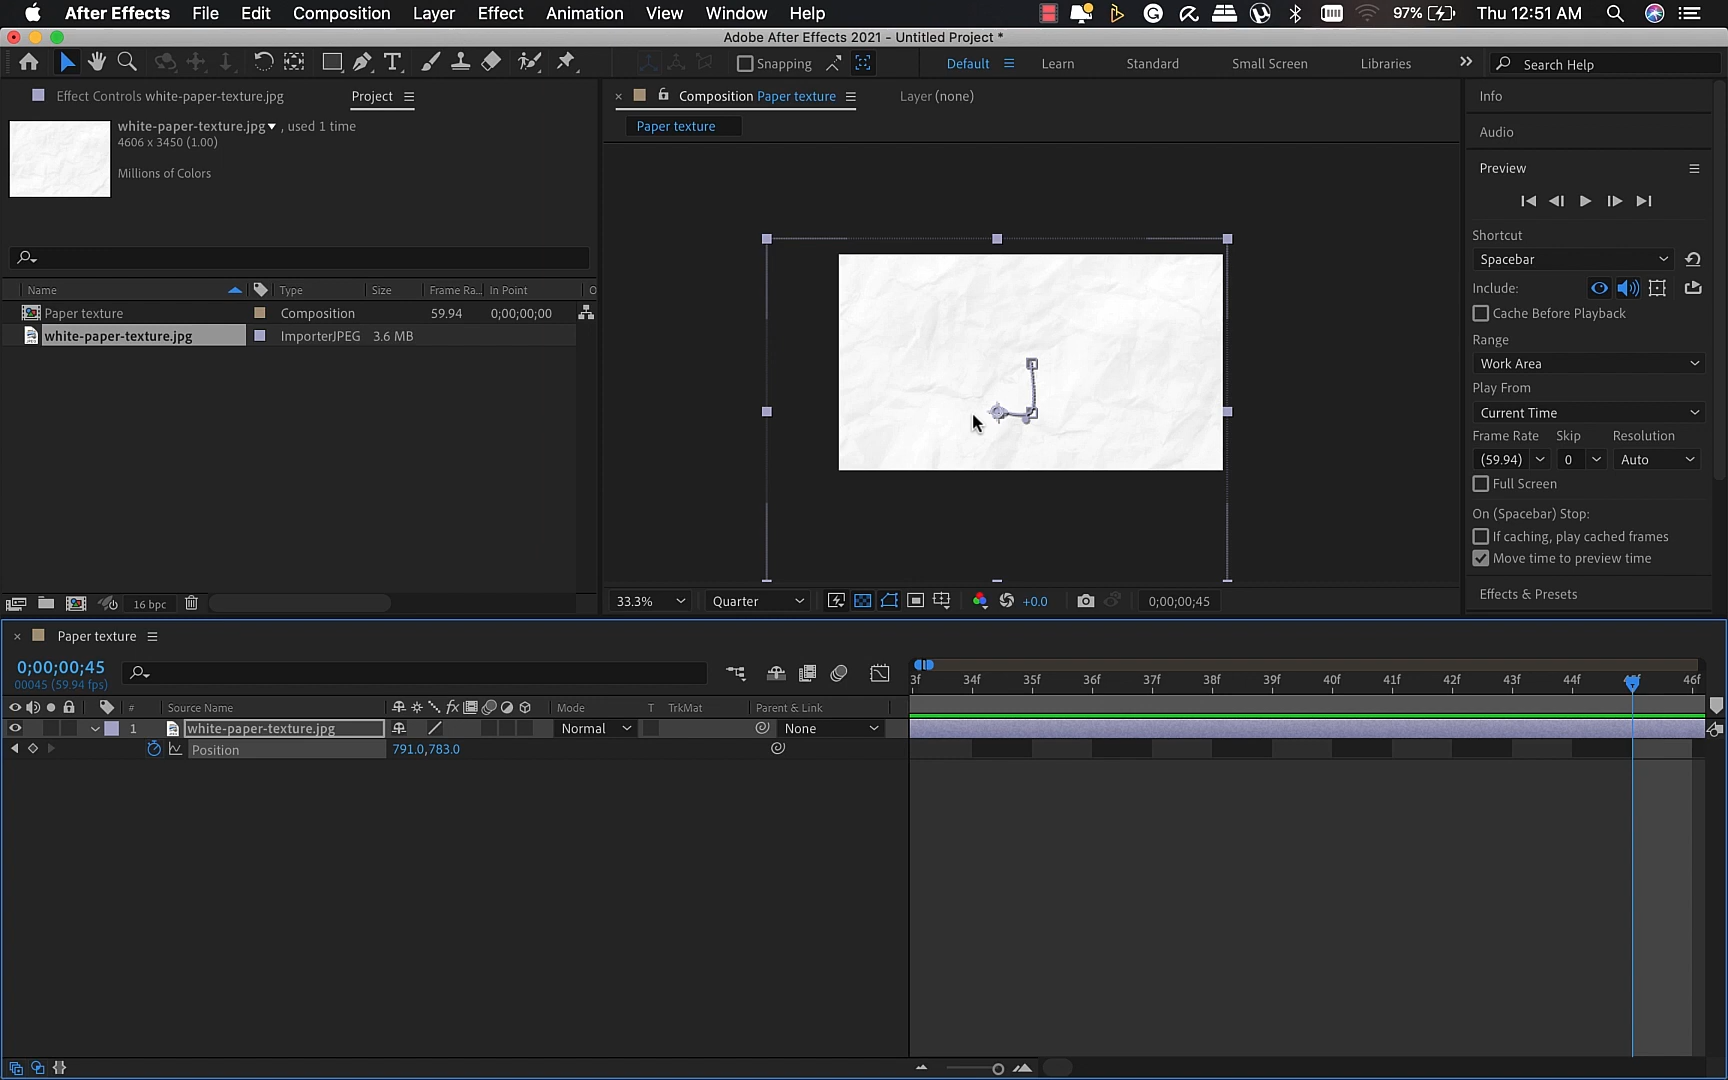 After Effects File Edit Composition Layer Effect Animation View Window Help 97% Thu 12:51 AM
Adobe After Effects 2021 - Untitled Project *
Snapping Default Learn Standard Small Screen Libraries Search Help
Effect Controls white-paper-texture.jpg Project
Composition Paper texture Layer (none)
Info
white-paper-texture.jpg , used 1 time
4606 x 3450 (1.00)
Millions of Colors
Paper texture
Audio
Preview
Shortcut
Spacebar
Include:
Cache Before Playback
Range
Work Area
Play From
Current Time
Frame Rate Skip Resolution
(59.94) 0 Auto
Full Screen
On (Spacebar) Stop:
If caching, play cached frames
Move time to preview time
Effects & Presets
Name Type Size Frame Ra... In Point O
Paper texture Composition 59.94 0;00;00;00
white-paper-texture.jpg ImporterJPEG 3.6 MB
16 bpc
33.3% Quarter +0.0 0;00;00;45
Paper texture
0;00;00;45
00045 (59.94 fps)
3f 34f 35f 36f 37f 38f 39f 40f 41f 42f 43f 44f 46f
# Source Name fx Mode T TrkMat Parent & Link
1 white-paper-texture.jpg Normal None
Position 791.0,783.0